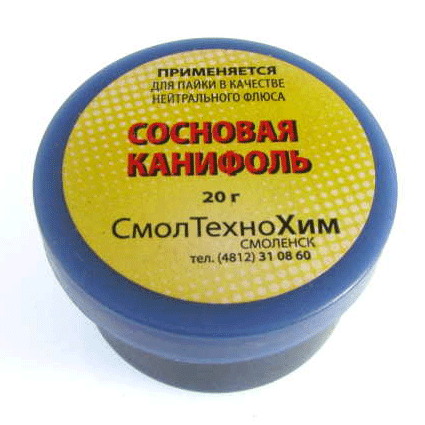 ПРИМЕНЯЕТСЯ
ДЛЯ ПАЙКИ В КАЧЕСТВЕ
НЕЙТРАЛЬНОГО ФЛЮСА
СОСНОВАЯ
КАНИФОЛЬ
20 г
СмолТехноХим
СМОЛЕНСК
тел. (4812) 31 08 60